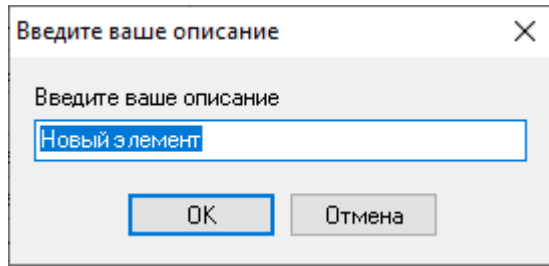 Введите ваше описание
Введите ваше описание
Новый элемент
OK
Отмена